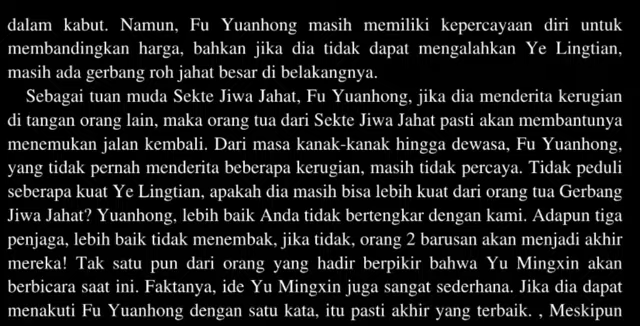 dalam kabut. Namun, Fu Yuanhong masih memiliki kepercayaan diri untuk
membandingkan harga, bahkan jika dia tidak dapat mengalahkan Ye Lingtian,
masih ada gerbang roh jahat besar di belakangnya.
Sebagai tuan muda Sekte Jiwa Jahat, Fu Yuanhong, jika dia menderita kerugian
di tangan orang lain, maka orang tua dari Sekte Jiwa Jahat pasti akan membantunya
menemukan jalan kembali. Dari masa kanak-kanak hingga dewasa, Fu Yuanhong,
yang tidak pernah menderita beberapa kerugian, masih tidak percaya. Tidak peduli
seberapa kuat Ye Lingtian, apakah dia masih bisa lebih kuat dari orang tua Gerbang
Jiwa Jahat? Yuanhong, lebih baik Anda tidak bertengkar dengan kami. Adapun tiga
penjaga, lebih baik tidak menembak, jika tidak, orang 2 barusan akan menjadi akhir
mereka! Tak satu pun dari orang yang hadir berpikir bahwa Yu Mingxin akan
berbicara saat ini. Faktanya, ide Yu Mingxin juga sangat sederhana. Jika dia dapat
menakuti Fu Yuanhong dengan satu kata, itu pasti akhir yang terbaik. , Meskipun